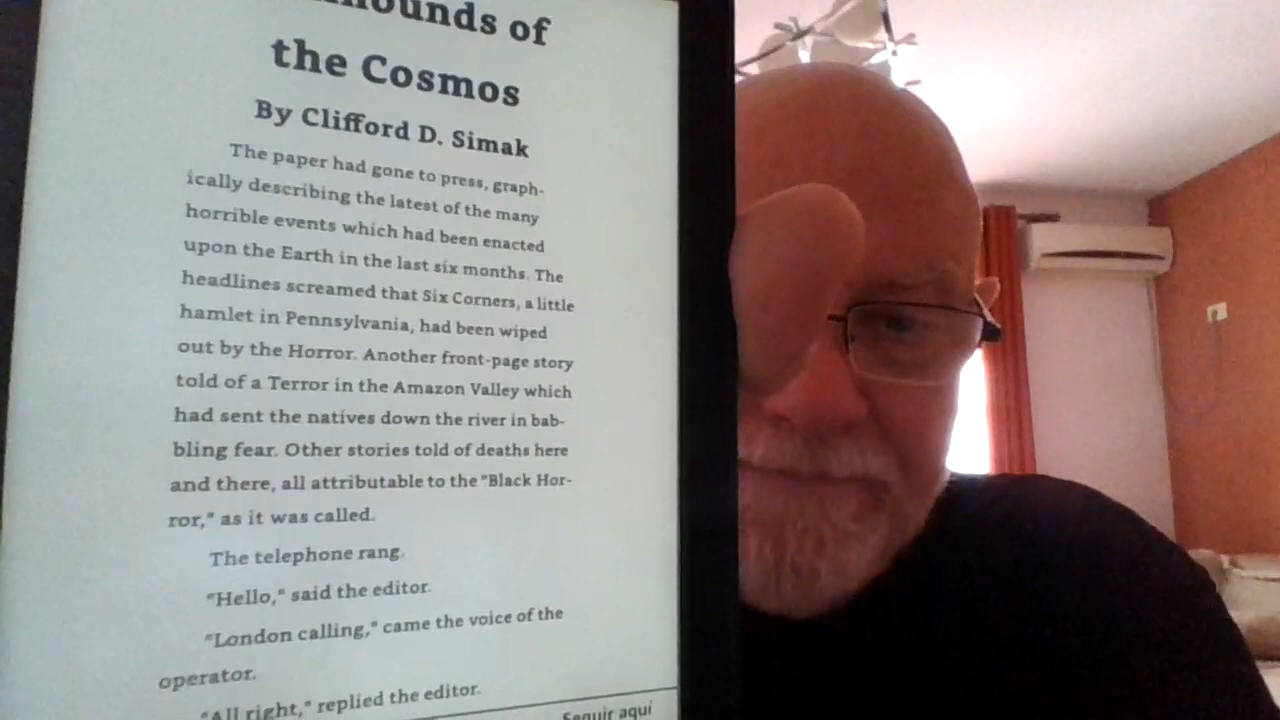 of
the Cosmos
By Clifford D. Simak
The paper had gone to press, graph-
ically describing the latest of the many
horrible events which had been enacted
upon the Earth in the last six months. The
headlines screamed that Six Corners, a little
hamlet in Pennsylvania, had been wiped
out by the Horror. Another front-page story
told of a Terror in the Amazon Valley which
had sent the natives down the river in bab-
bling fear. Other stories told of deaths here
and there, all attributable to the "Black Hor-
ror," as it was called.
The telephone rang.
"Hello," said the editor.
"London calling," came the voice of the
operator.
"All right," replied the editor.
Seguir aquí